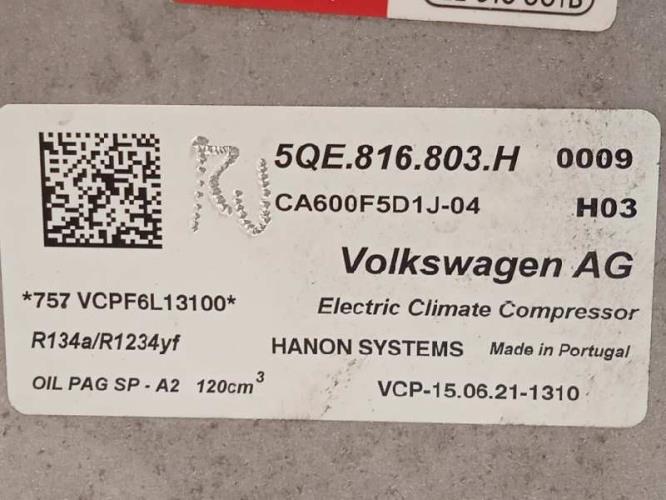 5QE.816.803.H 0009
CA600F5D1J-04 H03
Volkswagen AG
*757 VCPF6L13100* Electric Climate Compressor
R134a/R1234yf HANON SYSTEMS Made in Portugal
OIL PAG SP - A2 120cm³ VCP-15.06.21-1310